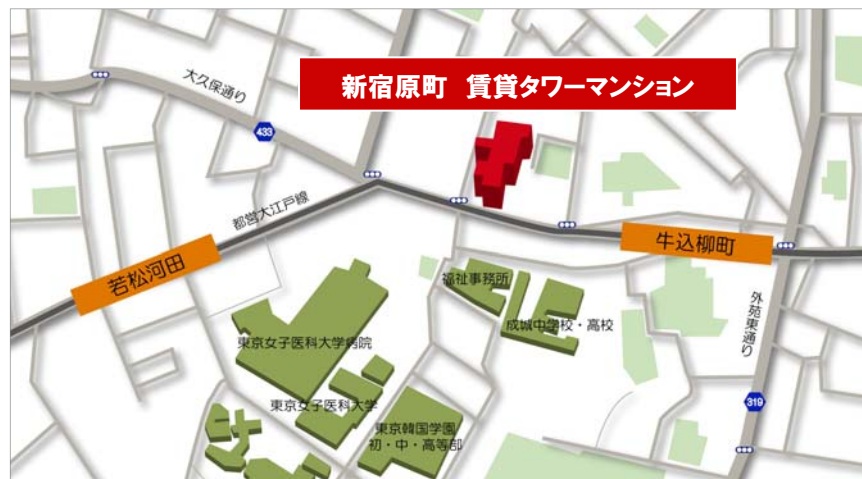 新宿原町 賃貸タワーマンション
大久保通り
433
都営大江戸線
若松河田
牛込柳町
福祉事務所
成城中学校・高校
外苑東通り
東京女子医科大学病院
319
東京女子医科大学
東京韓国学園
初・中・高等部